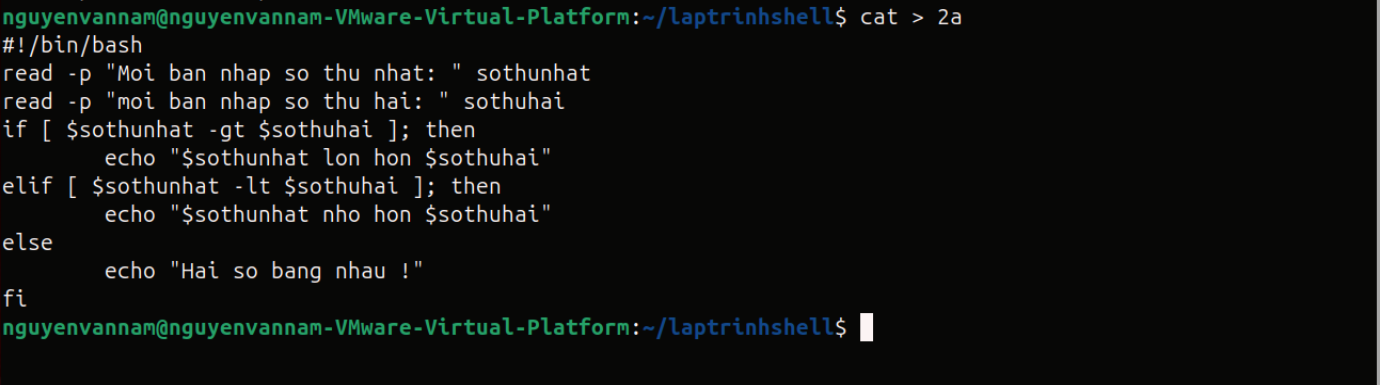 nguyenvannam@nguyenvannam-VMware-Virtual-Platform:~/laptrinhshell$ cat > 2a
#!/bin/bash
read -p "Moi ban nhap so thu nhat: " sothunhat
read -p "moi ban nhap so thu hai: " sothuhai
if [ $sothunhat -gt $sothuhai ]; then
        echo "$sothunhat lon hon $sothuhai"
elif [ $sothunhat -lt $sothuhai ]; then
        echo "$sothunhat nho hon $sothuhai"
else
        echo "Hai so bang nhau !"
fi
nguyenvannam@nguyenvannam-VMware-Virtual-Platform:~/laptrinhshell$